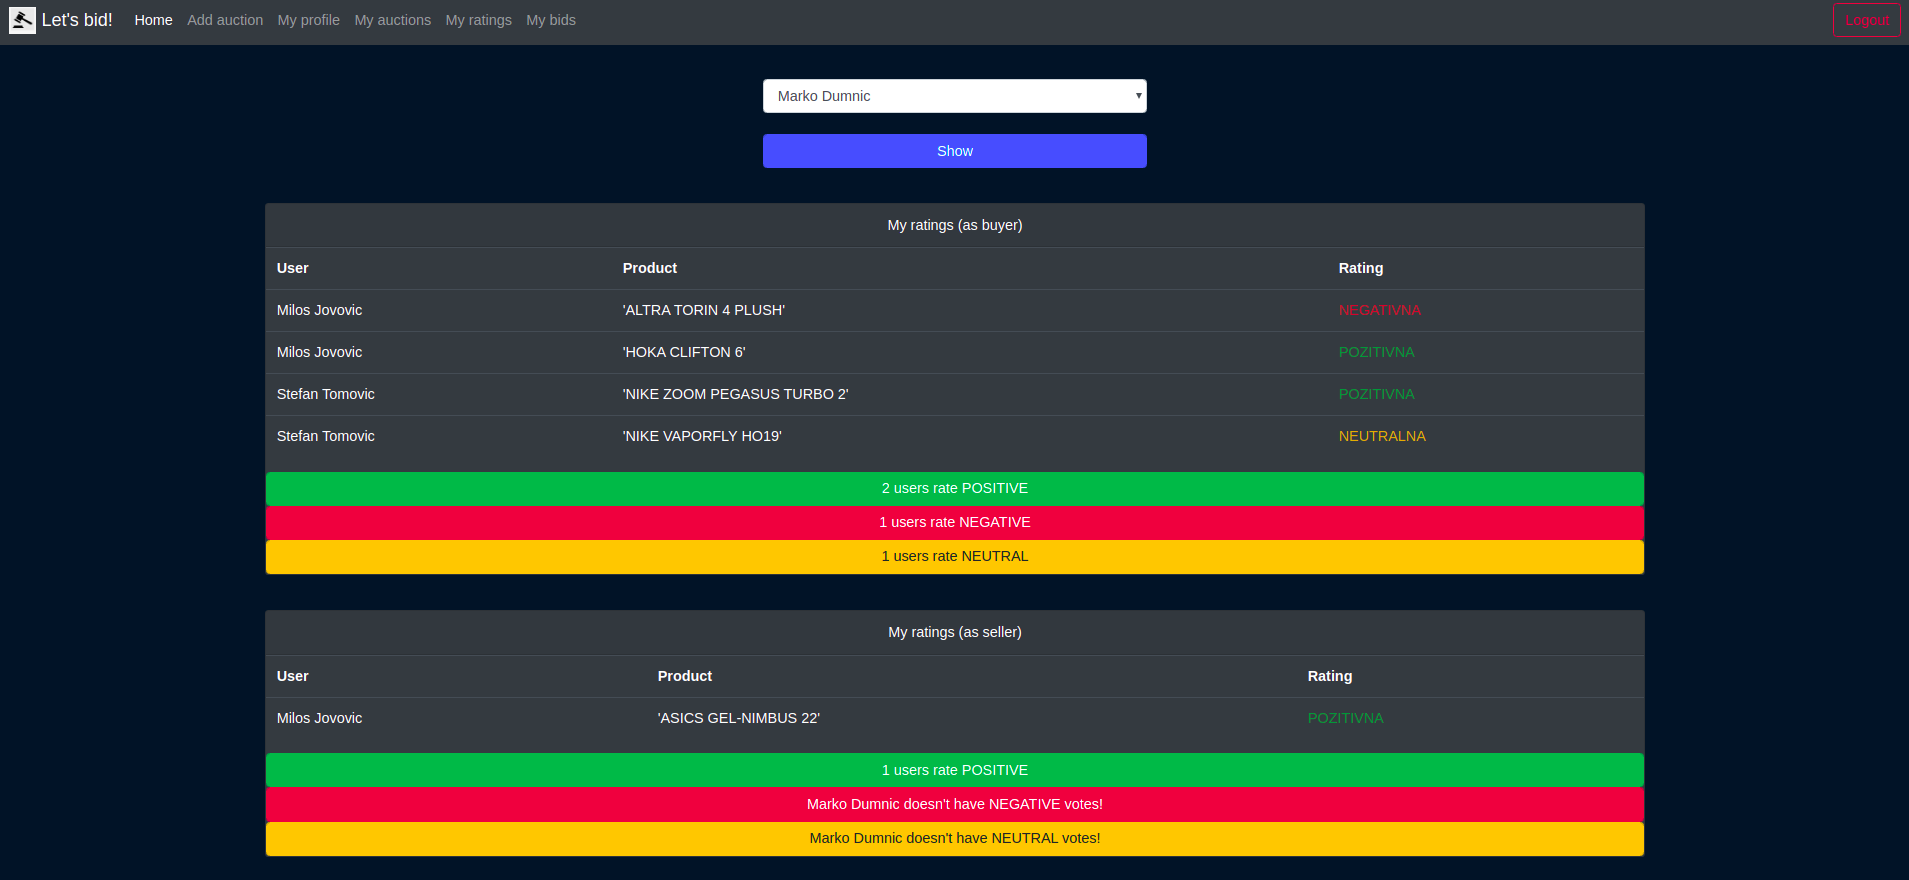 Let's bid! Home Add auction My profile My auctions My ratings My bids Logout
Marko Dumnic
Show
My ratings (as buyer)
User Product Rating
Milos Jovovic 'ALTRA TORIN 4 PLUSH' NEGATIVNA
Milos Jovovic 'HOKA CLIFTON 6' POZITIVNA
Stefan Tomovic 'NIKE ZOOM PEGASUS TURBO 2' POZITIVNA
Stefan Tomovic 'NIKE VAPORFLY HO19' NEUTRALNA
2 users rate POSITIVE
1 users rate NEGATIVE
1 users rate NEUTRAL
My ratings (as seller)
User Product Rating
Milos Jovovic 'ASICS GEL-NIMBUS 22' POZITIVNA
1 users rate POSITIVE
Marko Dumnic doesn't have NEGATIVE votes!
Marko Dumnic doesn't have NEUTRAL votes!